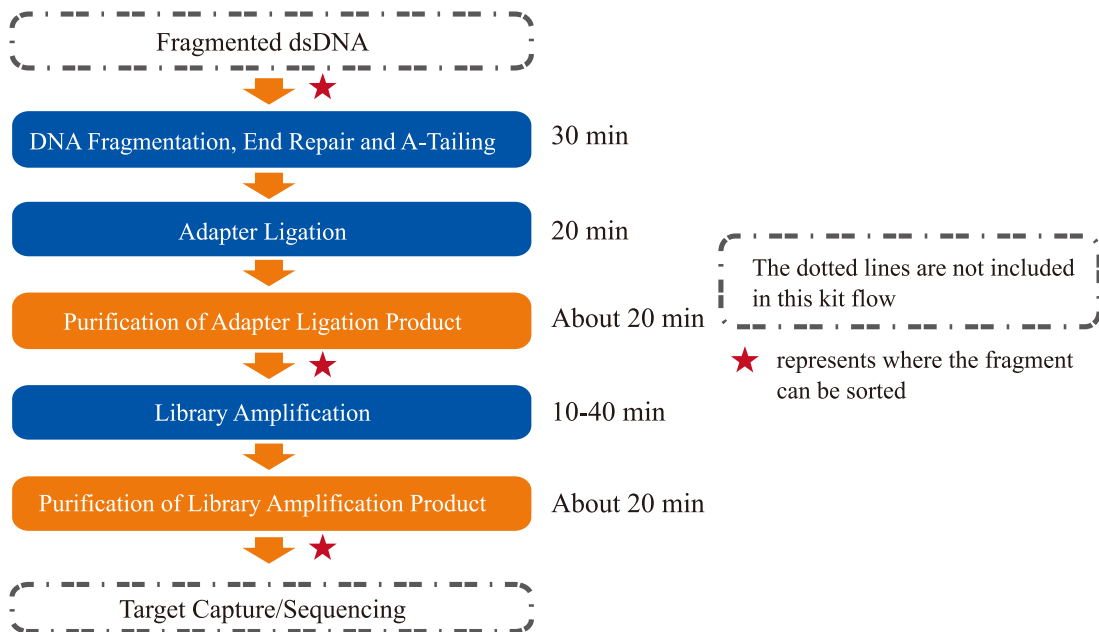 Fragmented dsDNA
DNA Fragmentation, End Repair and A-Tailing
30 min
Adapter Ligation
20 min
Purification of Adapter Ligation Product
About 20 min
Library Amplification
10-40 min
Purification of Library Amplification Product
About 20 min
Target Capture/Sequencing
The dotted lines are not included
in this kit flow
represents where the fragment
can be sorted